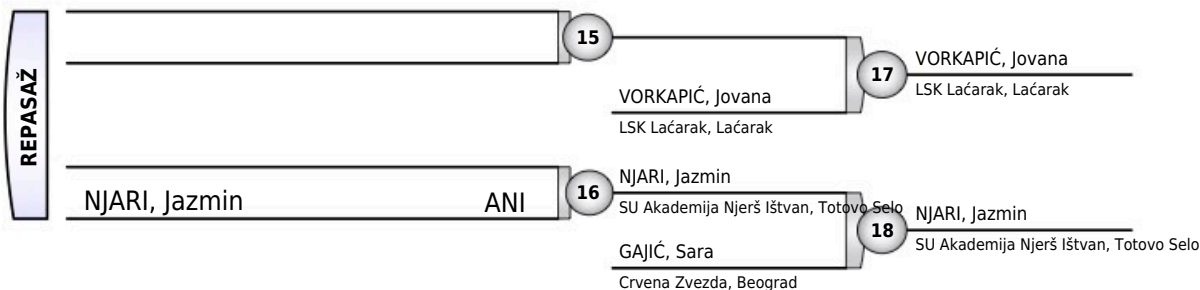 REPASAŽ
15
VORKAPIĆ, Jovana
LSK Laćarak, Laćarak
17
VORKAPIĆ, Jovana
LSK Laćarak, Laćarak
NJARI, Jazmin ANI
16
NJARI, Jazmin
SU Akademija Njerš Ištvan, Totovo Selo
GAJIĆ, Sara
Crvena Zvezda, Beograd
18
NJARI, Jazmin
SU Akademija Njerš Ištvan, Totovo Selo